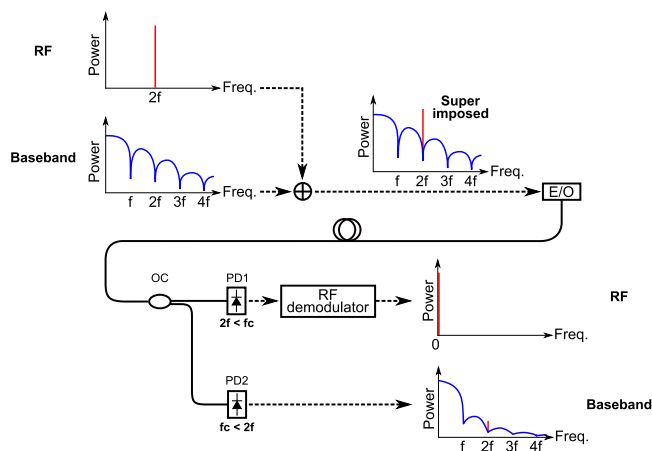 RF
Power
Freq.
2f
Baseband
Power
Freq.
f 2f 3f 4f
Super
imposed
Power
Freq.
f 2f 3f 4f
E/O
OC
PD1
2f < fc
RF
demodulator
Power
0
Freq.
RF
PD2
fc < 2f
Power
Freq.
f 2f 3f 4f
Baseband